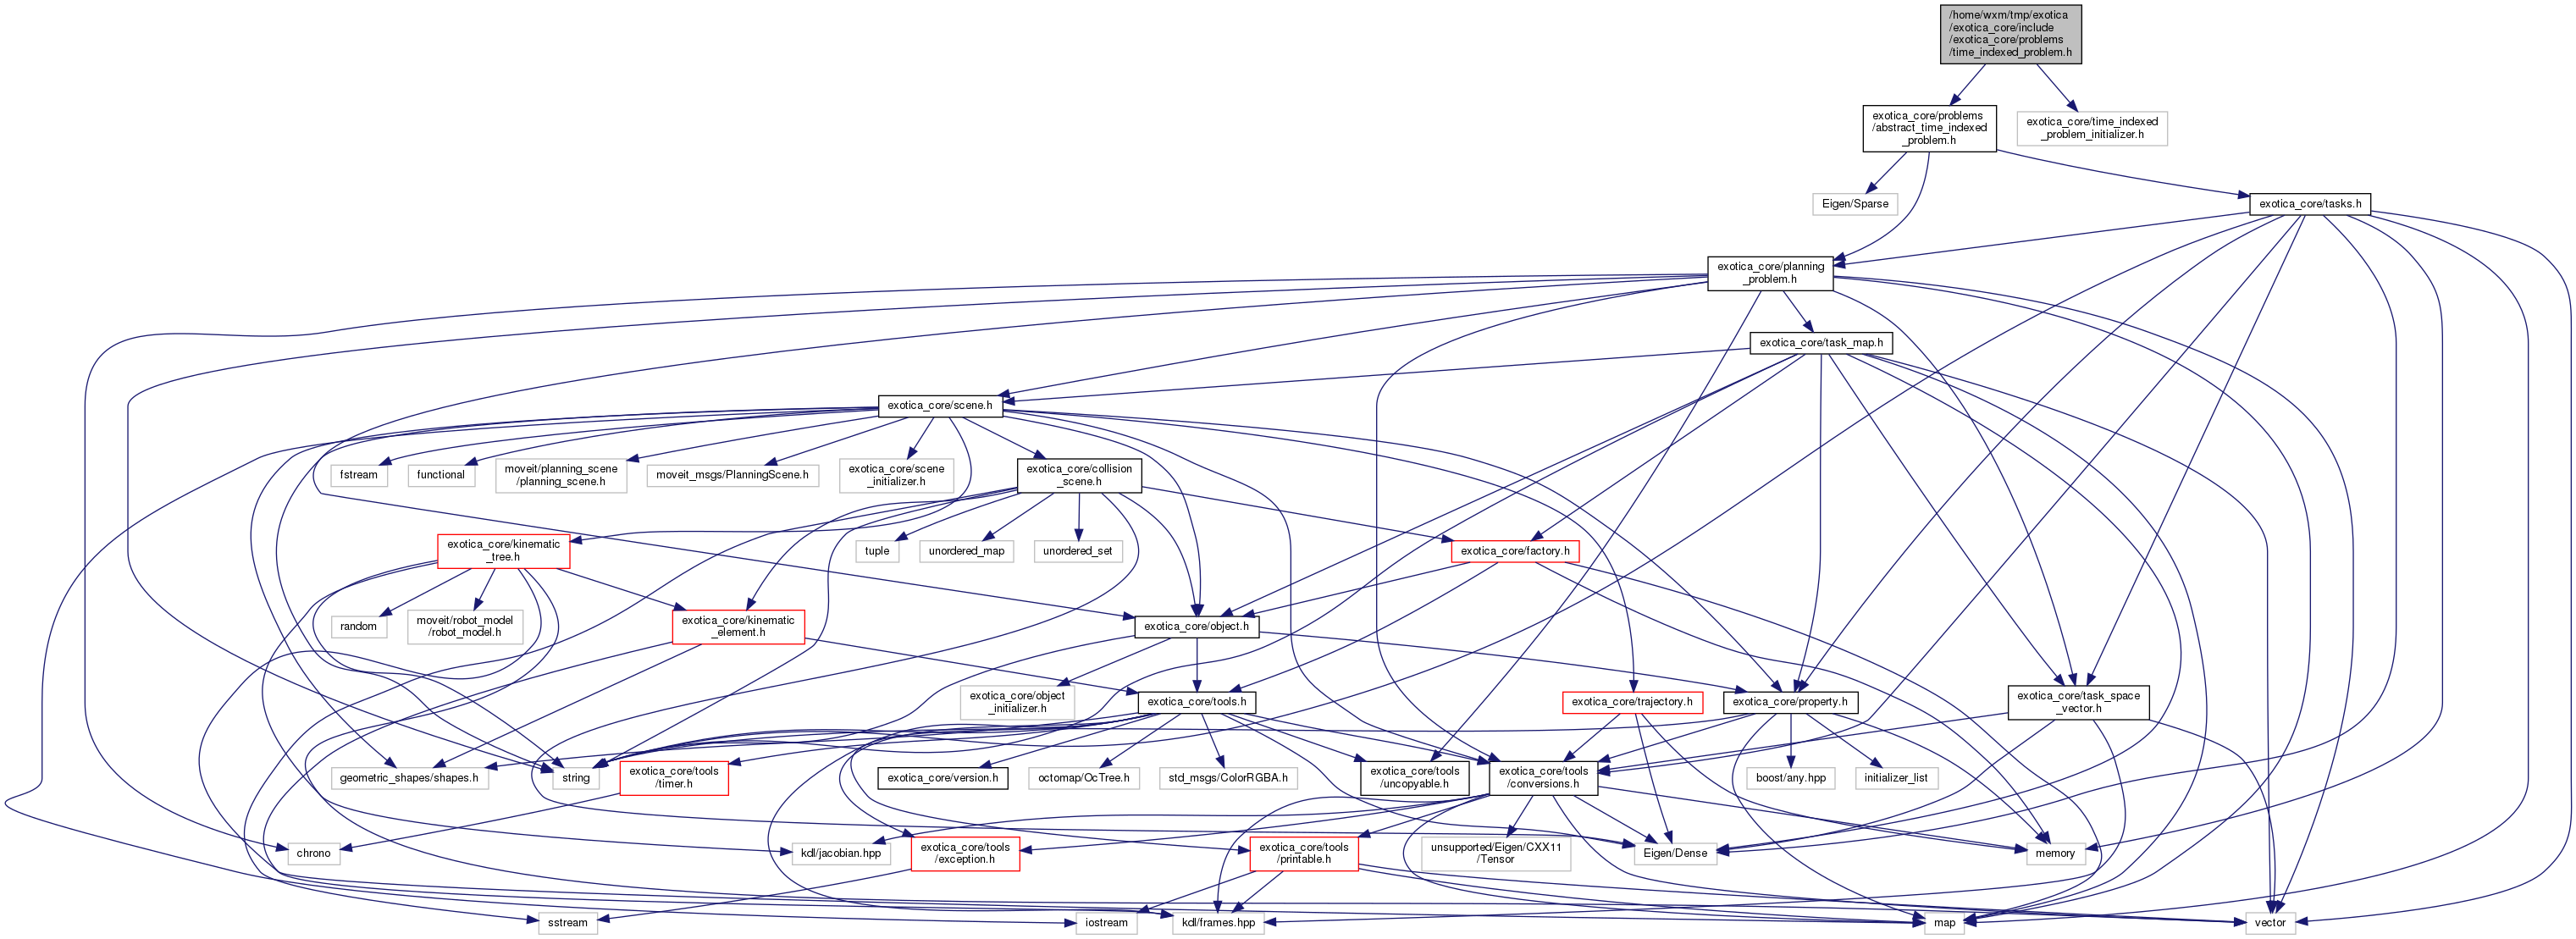 /home/wxm/tmp/exotica
/exotica_core/include
/exotica_core/problems
/time_indexed_problem.h
exotica_core/problems
/abstract_time_indexed
_problem.h
exotica_core/time_indexed
_problem_initializer.h
Eigen/Sparse
exotica_core/tasks.h
exotica_core/planning
_problem.h
exotica_core/task_map.h
exotica_core/scene.h
fstream
functional
moveit/planning_scene
/planning_scene.h
moveit_msgs/PlanningScene.h
exotica_core/scene
_initializer.h
exotica_core/collision
_scene.h
exotica_core/kinematic
_tree.h
tuple
unordered_map
unordered_set
exotica_core/factory.h
random
moveit/robot_model
/robot_model.h
exotica_core/kinematic
_element.h
exotica_core/object.h
exotica_core/object
_initializer.h
exotica_core/tools.h
exotica_core/trajectory.h
exotica_core/property.h
exotica_core/task_space
_vector.h
geometric_shapes/shapes.h
string
exotica_core/tools
/timer.h
exotica_core/version.h
octomap/OcTree.h
std_msgs/ColorRGBA.h
exotica_core/tools
/uncopyable.h
exotica_core/tools
/conversions.h
boost/any.hpp
initializer_list
chrono
kdl/jacobian.hpp
exotica_core/tools
/exception.h
exotica_core/tools
/printable.h
unsupported/Eigen/CXX11
/Tensor
Eigen/Dense
memory
sstream
iostream
kdl/frames.hpp
map
vector